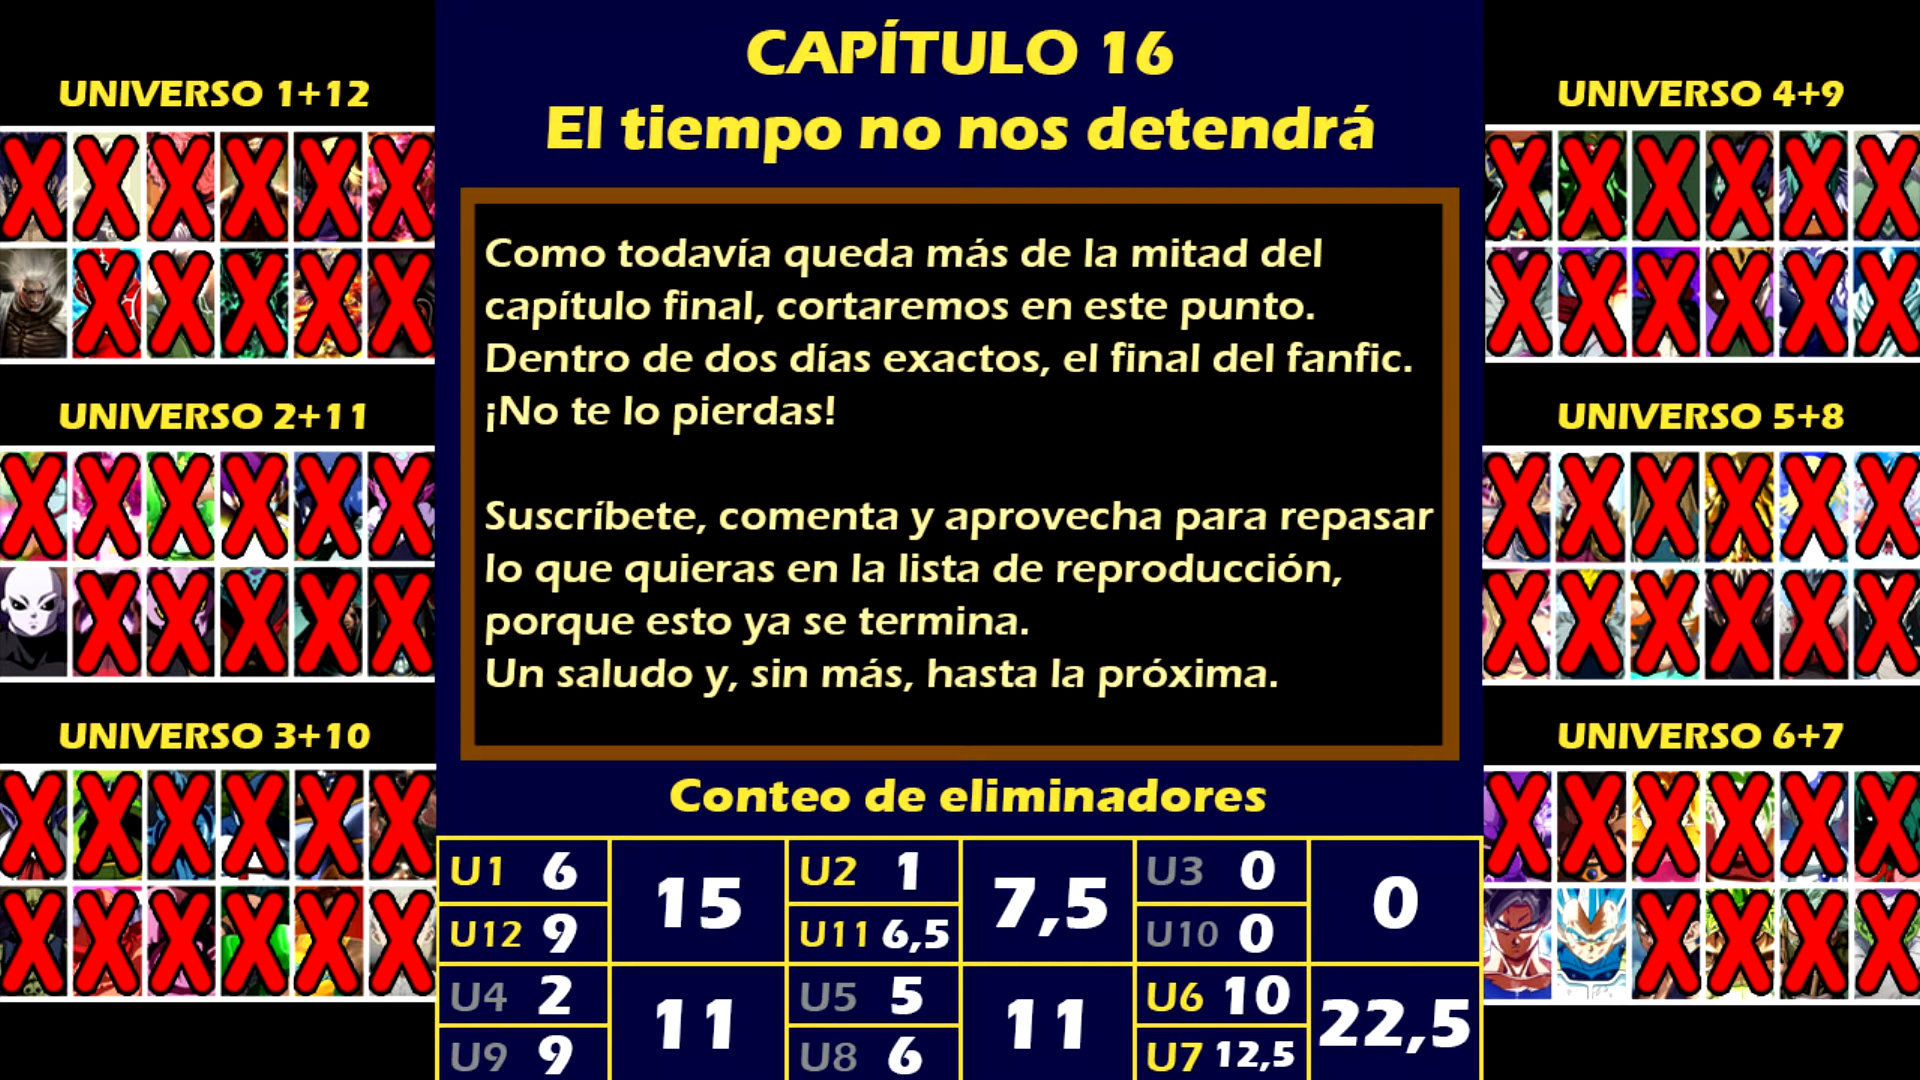 CAPÍTULO 16
El tiempo no nos detendrá
UNIVERSO 1+12
UNIVERSO 2+11
UNIVERSO 3+10
Como todavía queda más de la mitad del
capítulo final, cortaremos en este punto.
Dentro de dos días exactos, el final del fanfic.
¡No te lo pierdas!
Suscríbete, comenta y aprovecha para repasar
lo que quieras en la lista de reproducción,
porque esto ya se termina.
Un saludo y, sin más, hasta la próxima.
UNIVERSO 4+9
UNIVERSO 5+8
UNIVERSO 6+7
Conteo de eliminadores
U1 6
U12 9
15
U2 1
U11 6,5
7,5
U3 0
U10 0
0
U4 2
U9 9
11
U5 5
U8 6
11
U6 10
U7 12,5
22,5